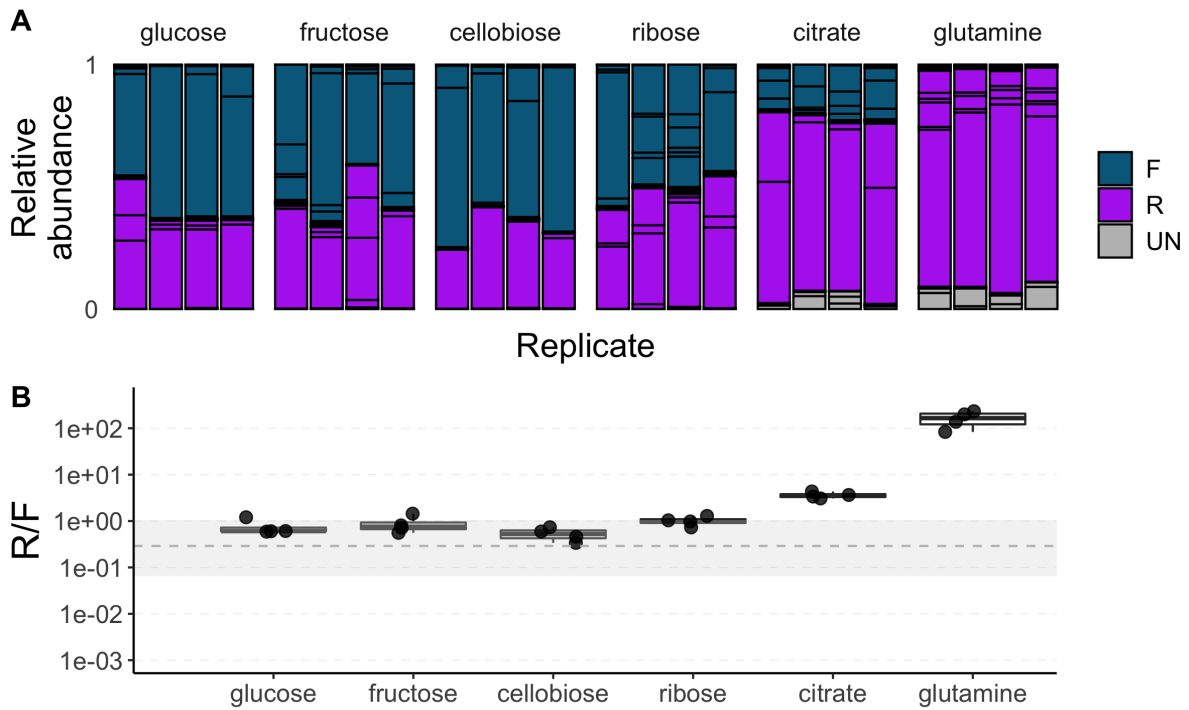 A
glucose fructose cellobiose ribose citrate glutamine
1
Relative
abundance
0
F
R
UN
Replicate
B
R/F
1e+02
1e+01
1e+00
1e-01
1e-02
1e-03
glucose fructose cellobiose ribose citrate glutamine